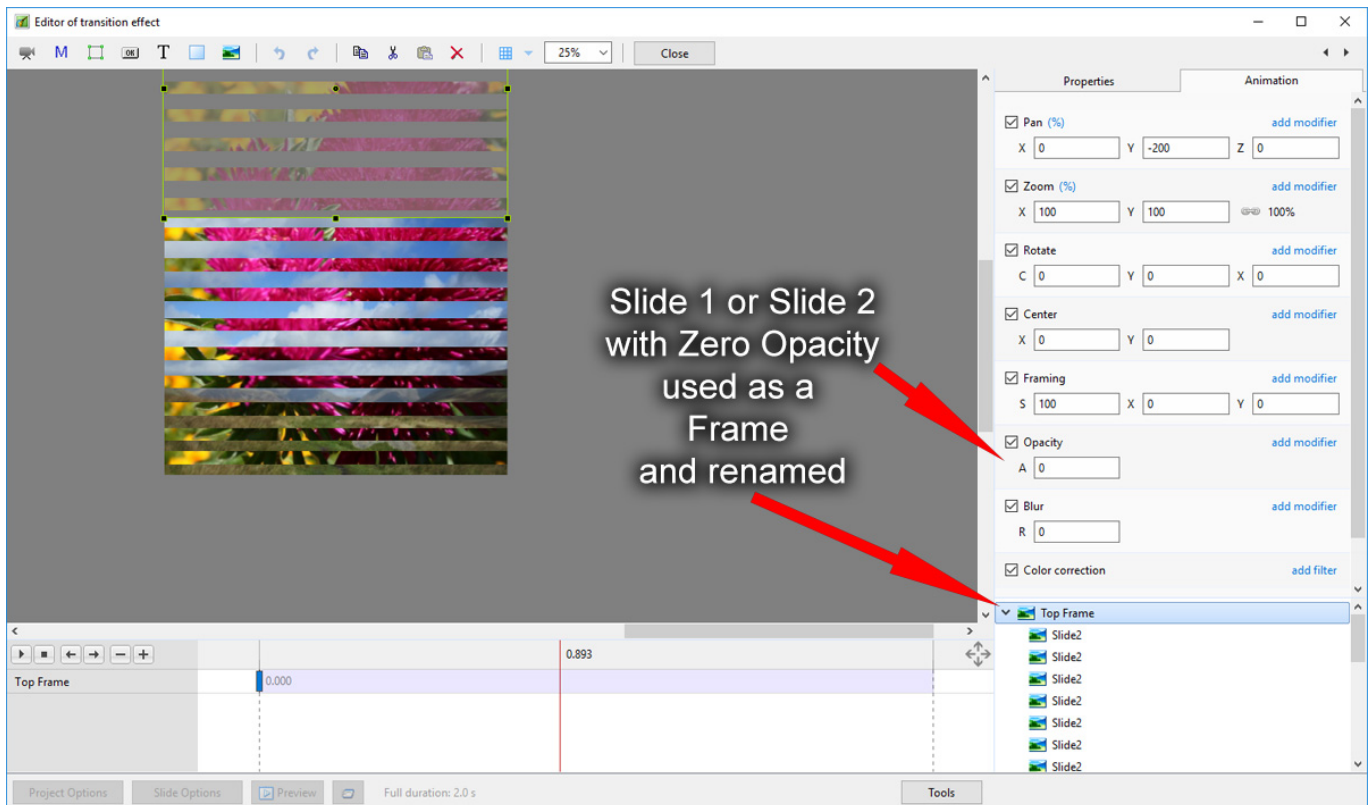 Editor of transition effect
M OK T 25% Close
Properties Animation
Pan (%) add modifier
X 0 Y -200 Z 0
Zoom (%) add modifier
X 100 Y 100 100%
Rotate add modifier
C 0 Y 0 X 0
Center add modifier
X 0 Y 0
Framing add modifier
S 100 X 0 Y 0
Opacity add modifier
A 0
Blur add modifier
R 0
Color correction add filter
Slide 1 or Slide 2
with Zero Opacity
used as a
Frame
and renamed
Top Frame
Slide2
Slide2
Slide2
Slide2
Slide2
Slide2
Slide2
0.893
Top Frame 0.000
Project Options Slide Options Preview Full duration: 2.0 s Tools